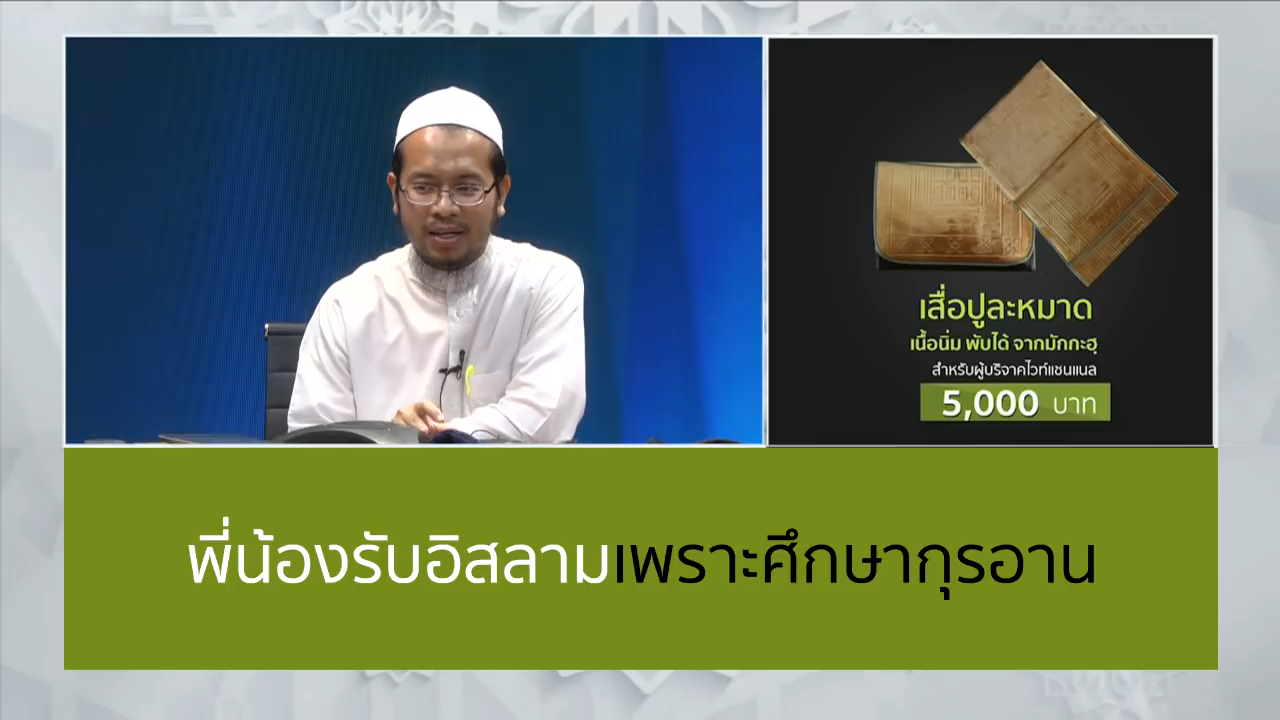 เสื่อปูละหมาด
เนื้อนิ่ม พับได้ จากมักกะฮฺ
สำหรับผู้บริจาคไวท์แชนแนล
5,000 บาท
พี่น้องรับอิสลามเพราะศึกษากุรอาน